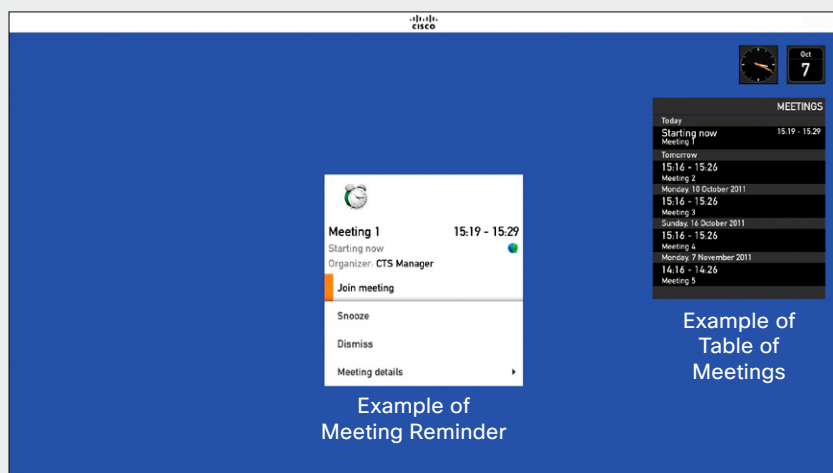 CISCO
Oct
7
MEETINGS
Today
Starting now 15.19 - 15.29
Meeting 1
Tomorrow
15:16 - 15:26
Meeting 2
Monday, 10 October 2011
15:16 - 15:26
Meeting 3
Sunday, 16 October 2011
15:16 - 15:26
Meeting 4
Monday, 7 November 2011
14:16 - 14:26
Meeting 5
Example of
Table of
Meetings
Meeting 1 15:19 - 15:29
Starting now
Organizer: CTS Manager
Join meeting
Snooze
Dismiss
Meeting details
Example of
Meeting Reminder